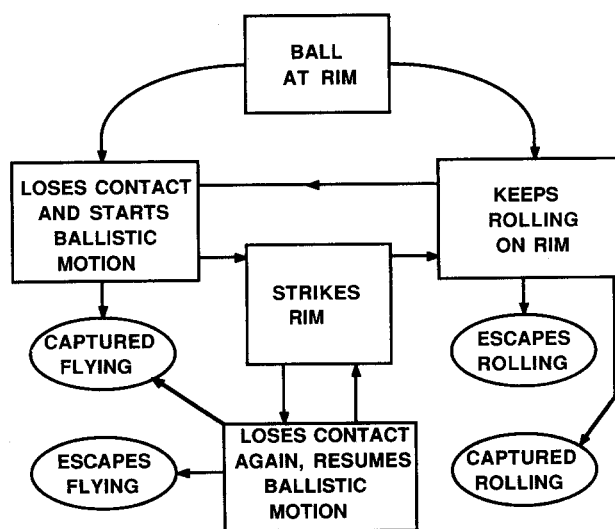 BALL
AT RIM
LOSES CONTACT
AND STARTS
BALLISTIC
MOTION
KEEPS
ROLLING
ON RIM
STRIKES
RIM
CAPTURED
FLYING
ESCAPES
ROLLING
LOSES CONTACT
AGAIN, RESUMES
BALLISTIC
MOTION
ESCAPES
FLYING
CAPTURED
ROLLING